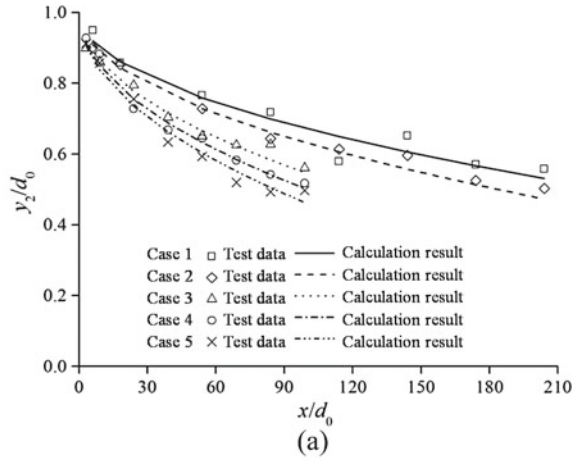 1.0
0.8
0.6
0.4
0.2
0.0
y₂/d₀
Case 1 Test data Calculation result
Case 2 Test data Calculation result
Case 3 Test data Calculation result
Case 4 Test data Calculation result
Case 5 Test data Calculation result
0 30 60 90 120 150 180 210
x/d₀
(a)